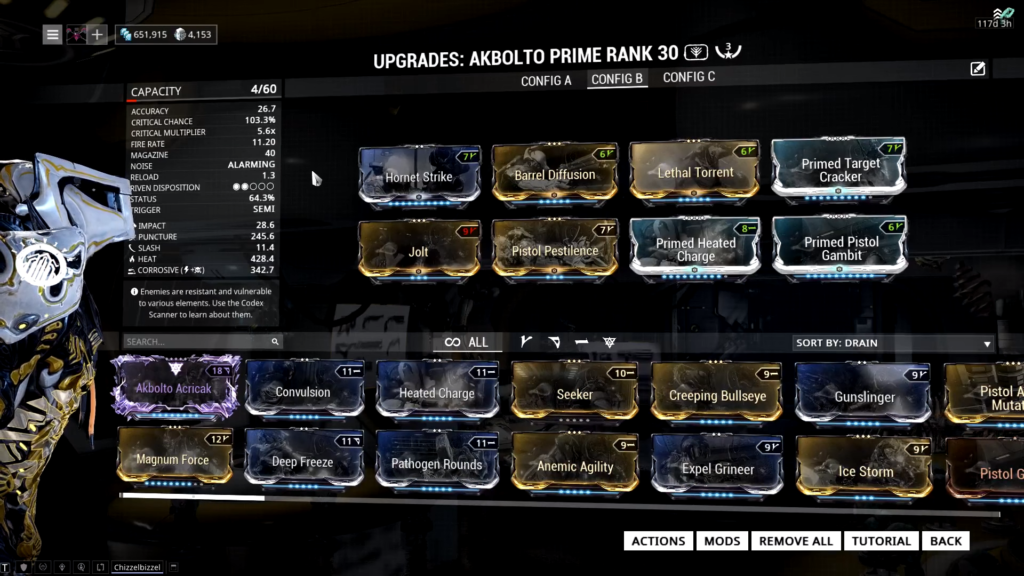 651,915 4,153
117d 3h
UPGRADES: AKBOLTO PRIME RANK 30 3
CONFIG A CONFIG B CONFIG C
CAPACITY 4/60
ACCURACY 26.7
CRITICAL CHANCE 103.3%
CRITICAL MULTIPLIER 5.6x
FIRE RATE 11.20
MAGAZINE 40
NOISE ALARMING
RELOAD 1.3
RIVEN DISPOSITION
STATUS 64.3%
TRIGGER SEMI
IMPACT 28.6
PUNCTURE 245.6
SLASH 11.4
HEAT 428.4
CORROSIVE ( + ) 342.7
Enemies are resistant and vulnerable
to various elements. Use the Codex
Scanner to learn about them.
7 6 6 7
Hornet Strike Barrel Diffusion Lethal Torrent Primed Target
Cracker
9 7 8 6
Jolt Pistol Pestilence Primed Heated Primed Pistol
Charge Gambit
SEARCH... ALL SORT BY: DRAIN
18 11 11 10 9 9
Akbolto Acricak Convulsion Heated Charge Seeker Creeping Bullseye Gunslinger Pistol A
Mutat
12 11 11 9 9 9
Magnum Force Deep Freeze Pathogen Rounds Anemic Agility Expel Grineer Ice Storm Pistol G
ACTIONS MODS REMOVE ALL TUTORIAL BACK
T Chizzelbizzel